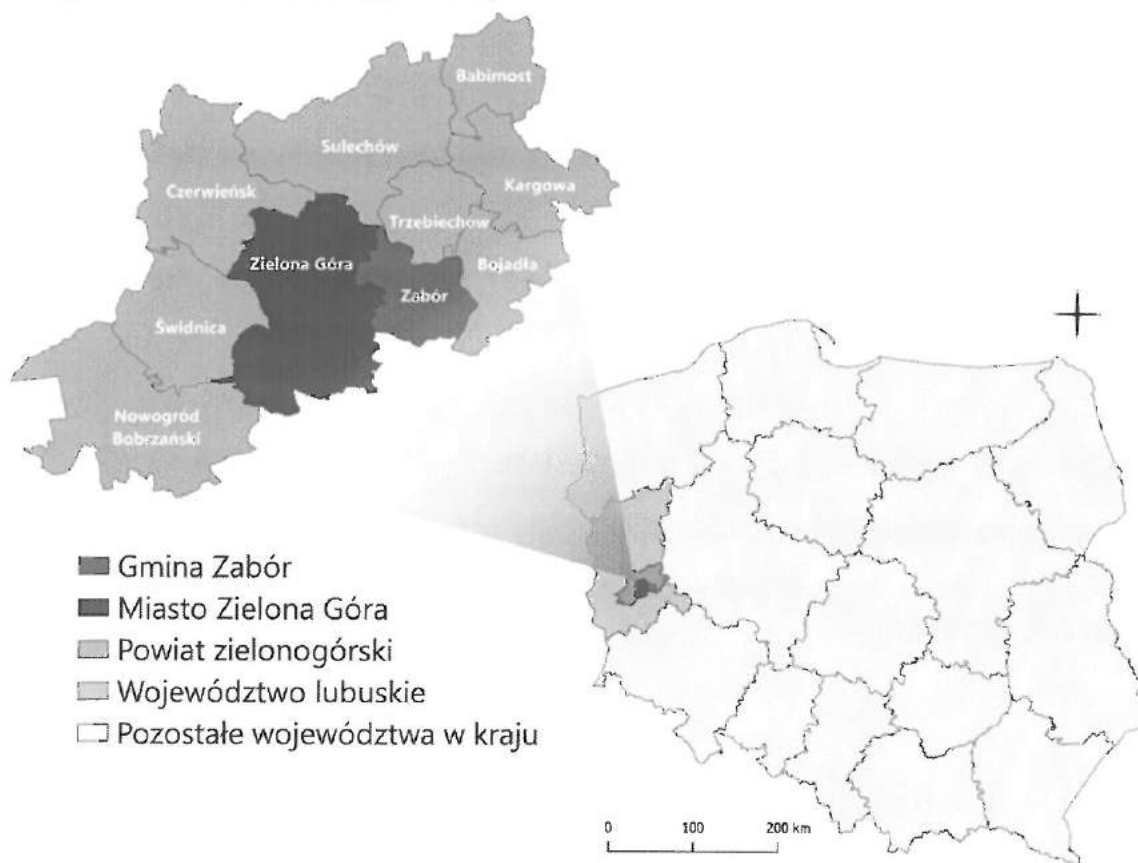 Babimost
Sulechów
Kargowa
Czerwieńsk
Trzebiechow
Zielona Góra
Bojadła
Zabór
Świdnica
Nowogród
Bobrzański
Gmina Zabór
Miasto Zielona Góra
Powiat zielonogórski
Województwo lubuskie
Pozostałe województwa w kraju
0 100 200 km